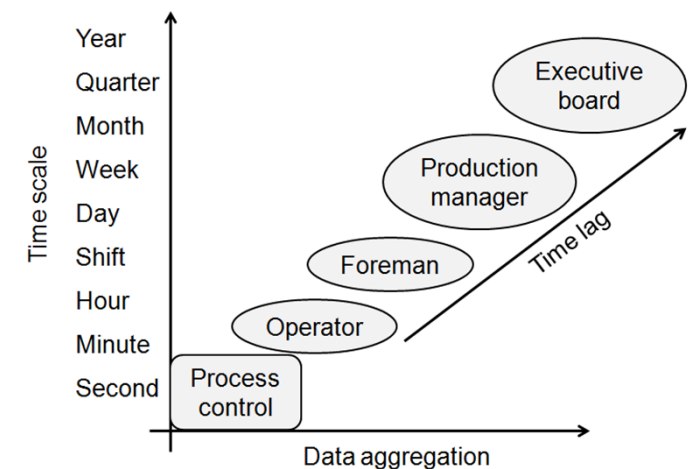 Year
Quarter
Month
Week
Day
Shift
Hour
Minute
Second
Time scale
Executive
board
Production
manager
Foreman
Operator
Process
control
Time lag
Data aggregation